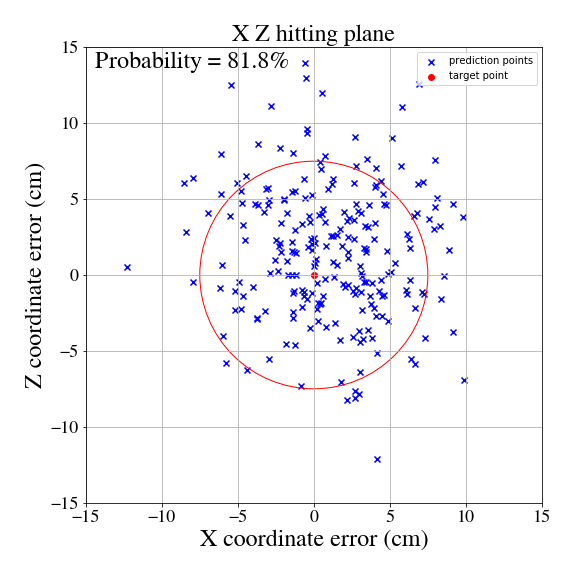 X Z hitting plane
Probability = 81.8%
prediction points
target point
15
10
5
0
−5
−10
−15
Z coordinate error (cm)
−15 −10 −5 0 5 10 15
X coordinate error (cm)